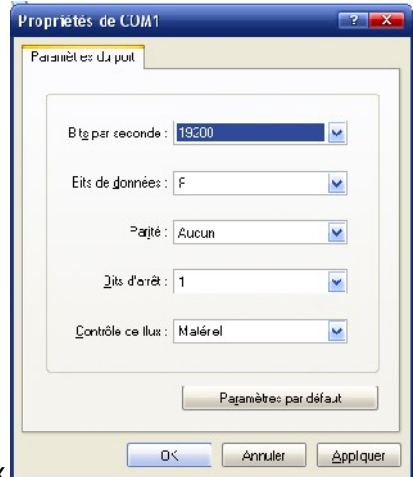 Propriétés de COM1
Paramètres du port
Bits par seconde : 19200
Bits de données : 8
Parité : Aucun
Bits d'arrêt : 1
Contrôle de flux : Matériel
Paramètres par défaut
OK Annuler Appliquer